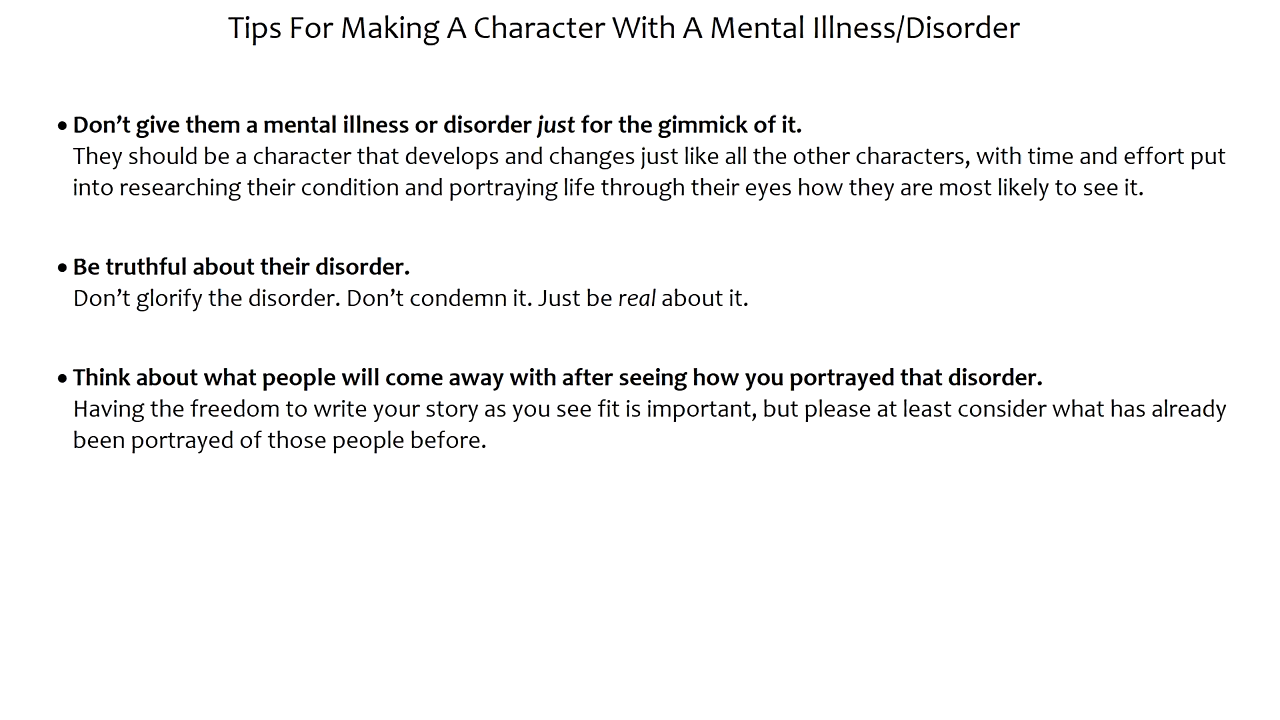 Tips For Making A Character With A Mental Illness/Disorder
• Don’t give them a mental illness or disorder just for the gimmick of it.
They should be a character that develops and changes just like all the other characters, with time and effort put
into researching their condition and portraying life through their eyes how they are most likely to see it.
• Be truthful about their disorder.
Don’t glorify the disorder. Don’t condemn it. Just be real about it.
• Think about what people will come away with after seeing how you portrayed that disorder.
Having the freedom to write your story as you see fit is important, but please at least consider what has already
been portrayed of those people before.